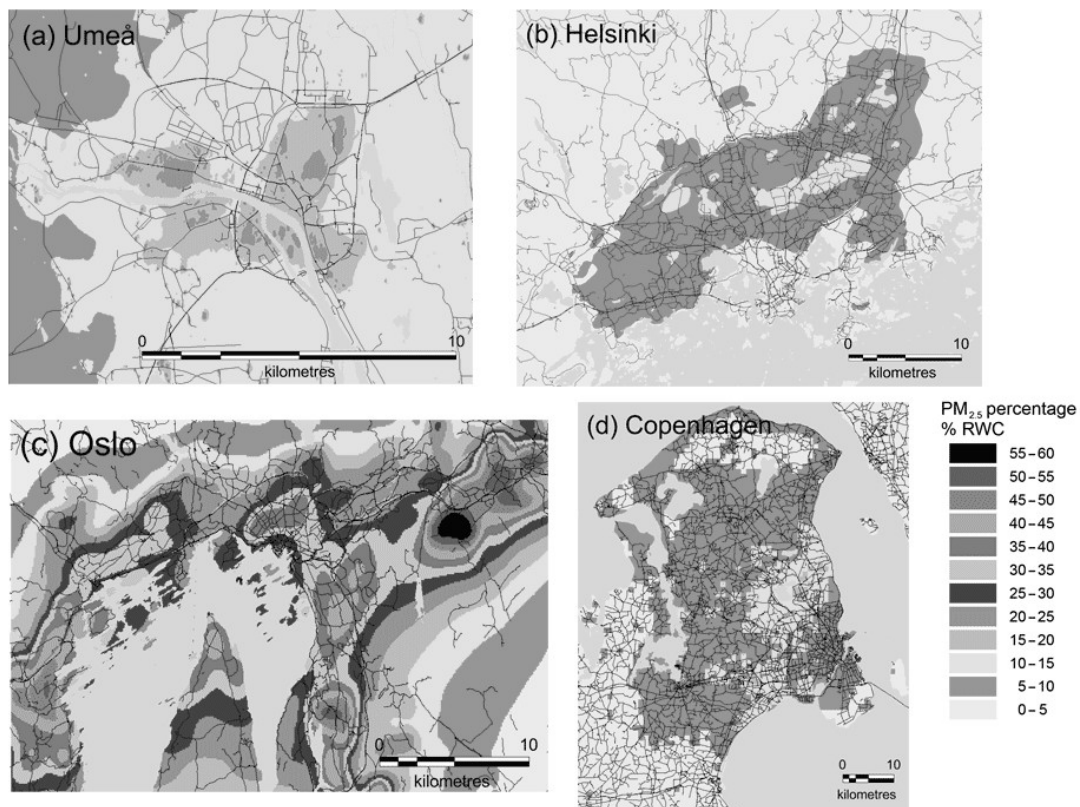 (a) Umeå
0 10
kilometres
(b) Helsinki
0 10
kilometres
(c) Oslo
0 10
kilometres
(d) Copenhagen
0 10
kilometres
PM2.5 percentage
% RWC
55 – 60
50 – 55
45 – 50
40 – 45
35 – 40
30 – 35
25 – 30
20 – 25
15 – 20
10 – 15
5 – 10
0 – 5